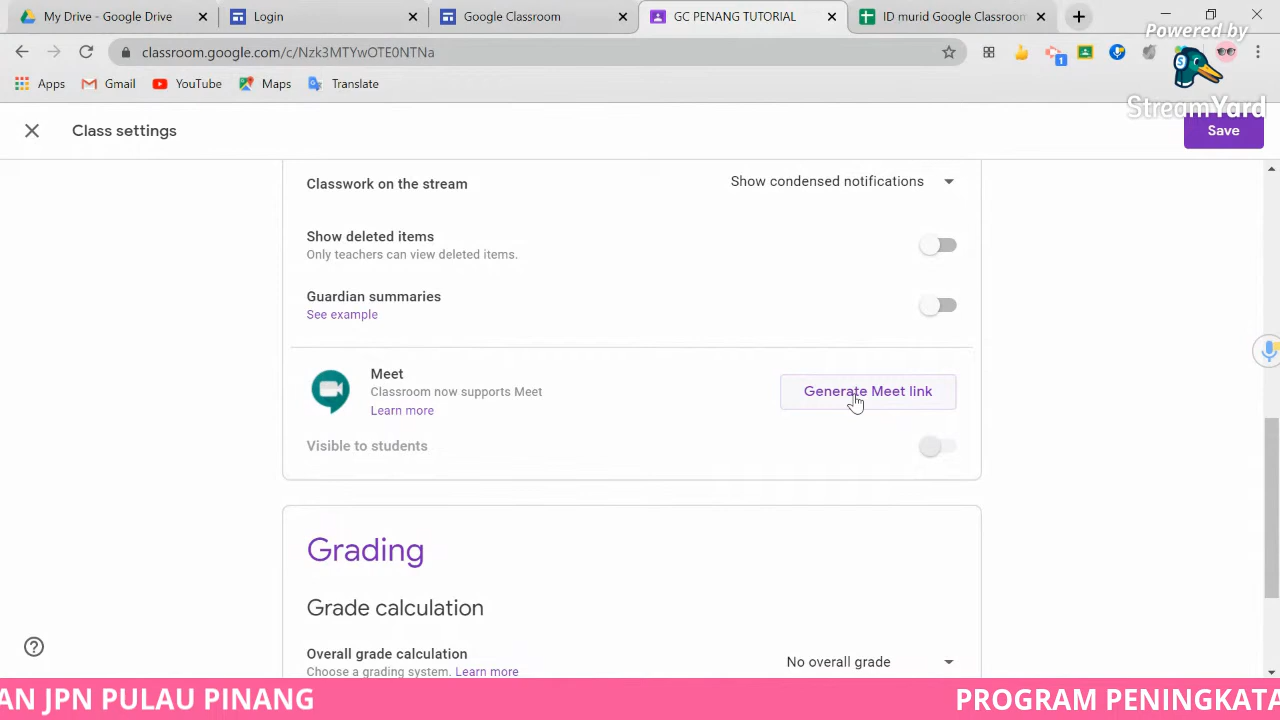 My Drive - Google Drive
Login
Google Classroom
GC PENANG TUTORIAL
ID murid Google Classroom
Powered by
classroom.google.com/c/Nzk3MTYwOTE0NTNa
1
Apps
Gmail
YouTube
Maps
Translate
StreamYard
Class settings
Save
Classwork on the stream
Show condensed notifications
Show deleted items
Only teachers can view deleted items.
Guardian summaries
See example
Meet
Classroom now supports Meet
Learn more
Generate Meet link
Visible to students
Grading
Grade calculation
Overall grade calculation
Choose a grading system. Learn more
No overall grade
AN JPN PULAU PINANG
PROGRAM PENINGKATA